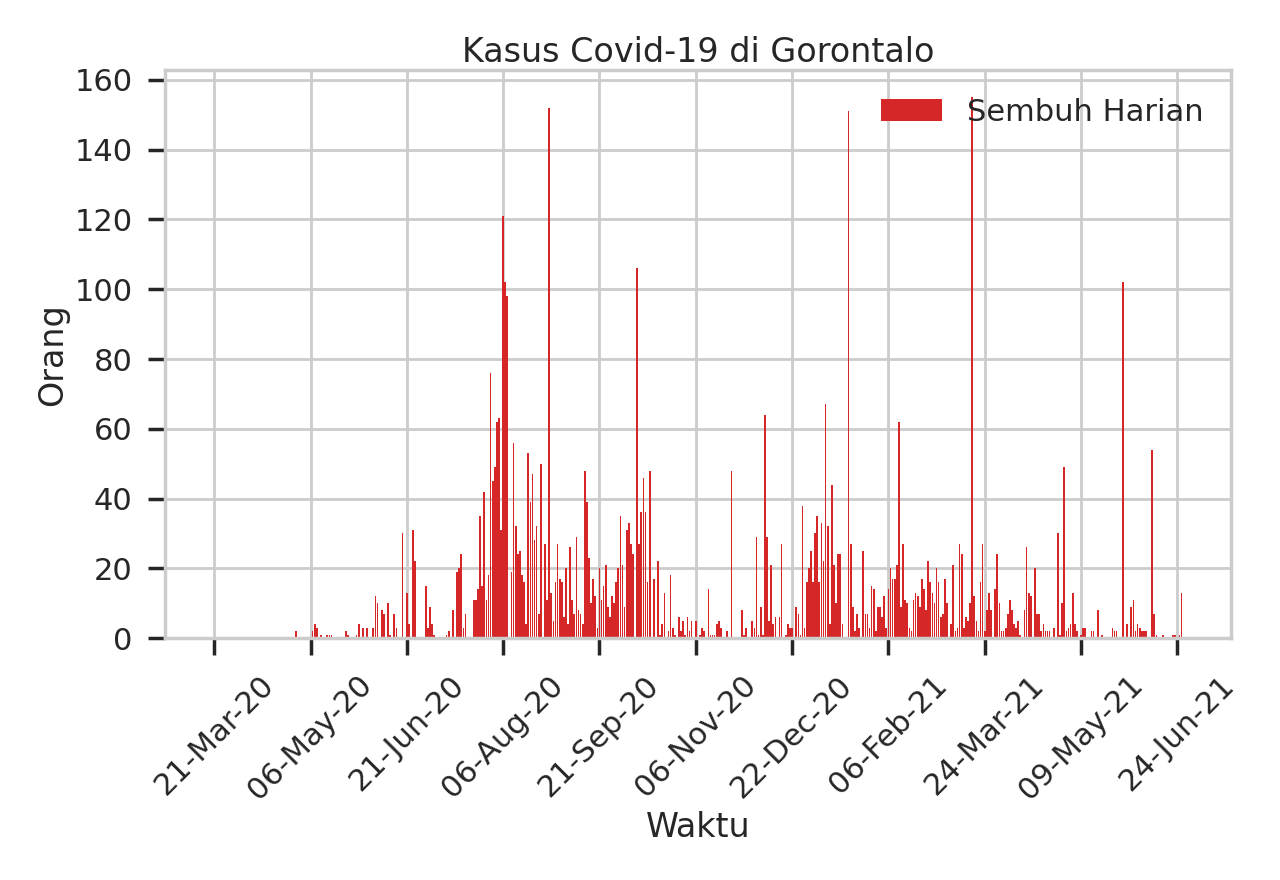 Kasus Covid-19 di Gorontalo
Sembuh Harian
Orang
160
140
120
100
80
60
40
20
0
21-Mar-20
06-May-20
21-Jun-20
06-Aug-20
21-Sep-20
06-Nov-20
22-Dec-20
06-Feb-21
24-Mar-21
09-May-21
24-Jun-21
Waktu